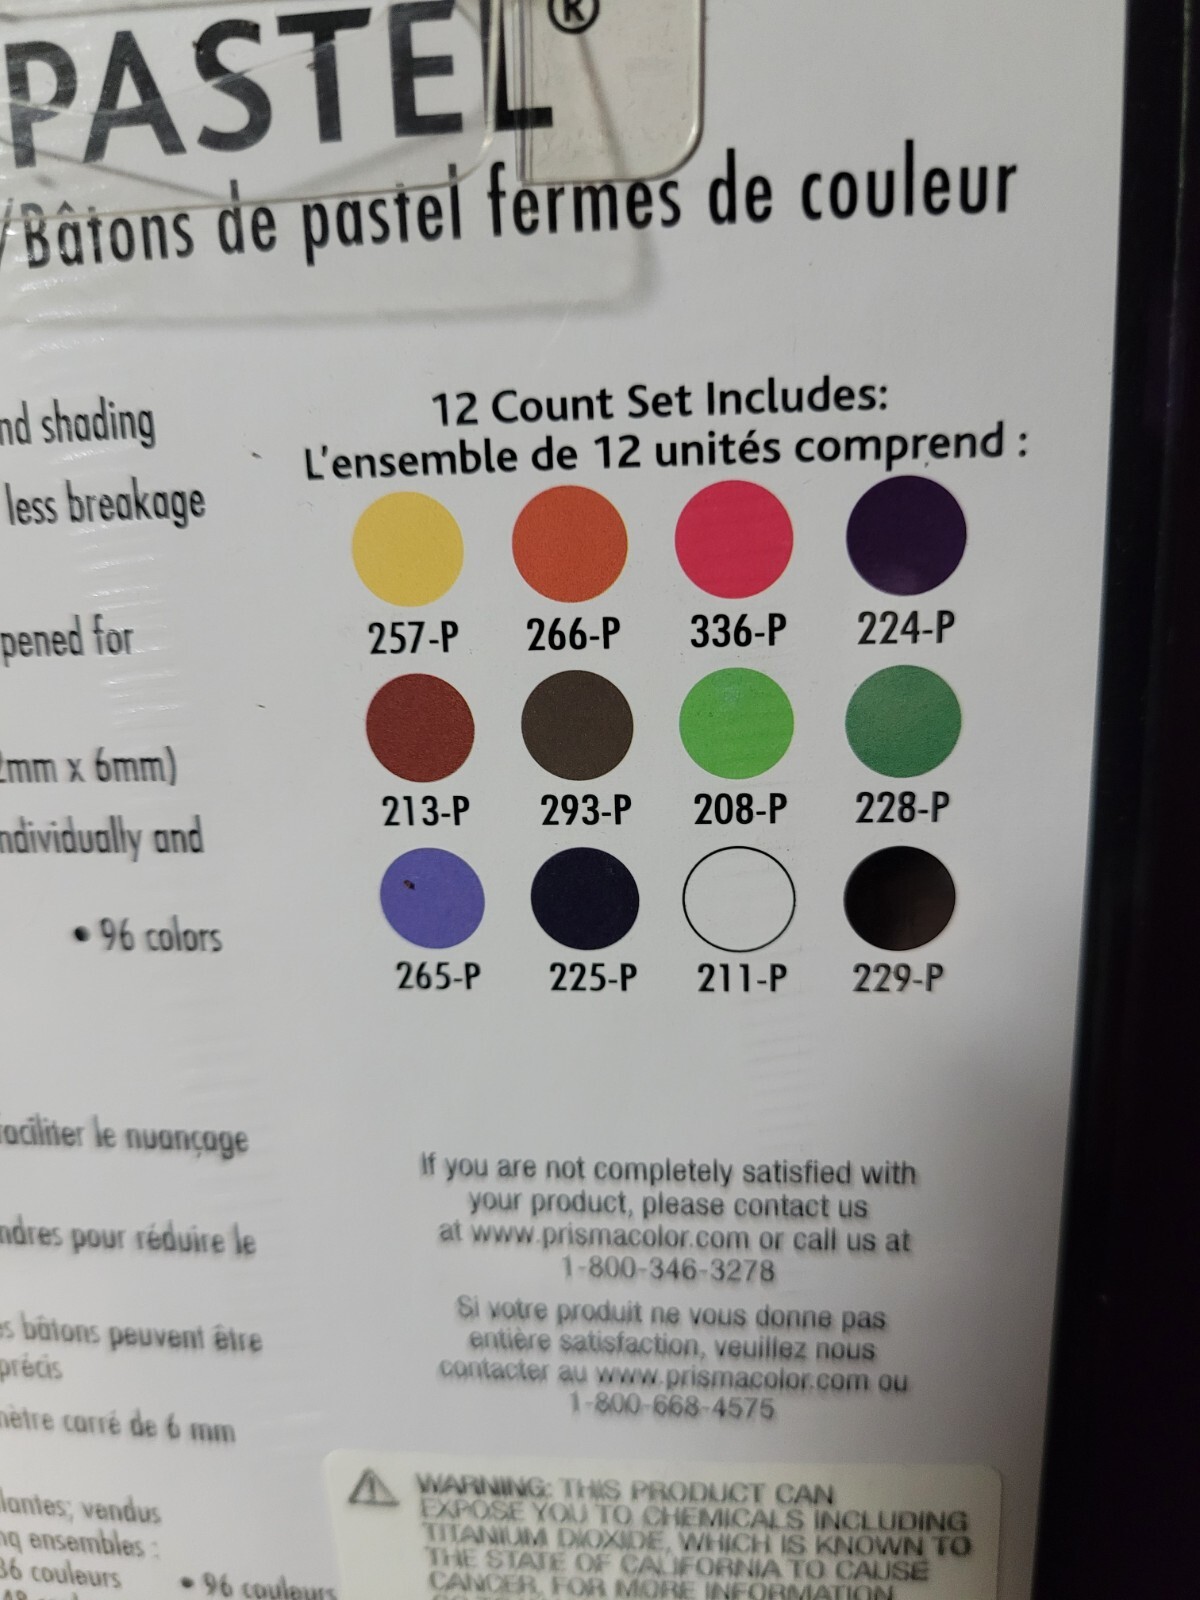 PASTEL®
/Bâtons de pastel fermes de couleur
nd shading
less breakage
pened for
2mm x 6mm)
ndividually and
• 96 colors
12 Count Set Includes:
L'ensemble de 12 unités comprend :
257-P 266-P 336-P 224-P
213-P 293-P 208-P 228-P
265-P 225-P 211-P 229-P
faciliter le nuançage
ndres pour réduire le
es bâtons peuvent être
précis
mètre carré de 6 mm
lantes; vendus
nq ensembles :
36 couleurs
• 96 couleurs
If you are not completely satisfied with
your product, please contact us
at www.prismacolor.com or call us at
1-800-346-3278
Si votre produit ne vous donne pas
entière satisfaction, veuillez nous
contacter au www.prismacolor.com ou
1-800-668-4575
WARNING: THIS PRODUCT CAN
EXPOSE YOU TO CHEMICALS INCLUDING
TITANIUM DIOXIDE, WHICH IS KNOWN TO
THE STATE OF CALIFORNIA TO CAUSE
CANCER. FOR MORE INFORMATION